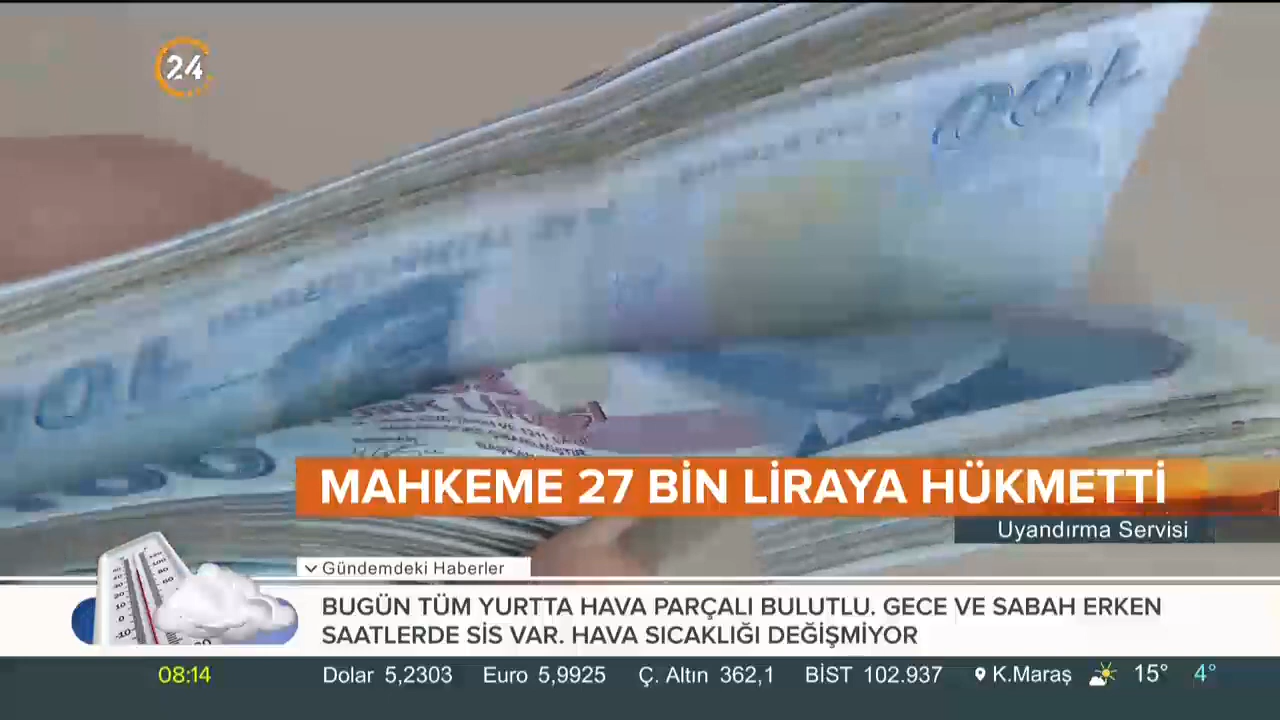 24
100
MAHKEME 27 BİN LİRAYA HÜKMETTİ
Uyandırma Servisi
Gündemdeki Haberler
BUGÜN TÜM YURTTA HAVA PARÇALI BULUTLU. GECE VE SABAH ERKEN
SAATLERDE SİS VAR. HAVA SICAKLIĞI DEĞİŞMİYOR
08:14 Dolar 5,2303 Euro 5,9925 Ç. Altın 362,1 BİST 102.937 K.Maraş 15° 4°